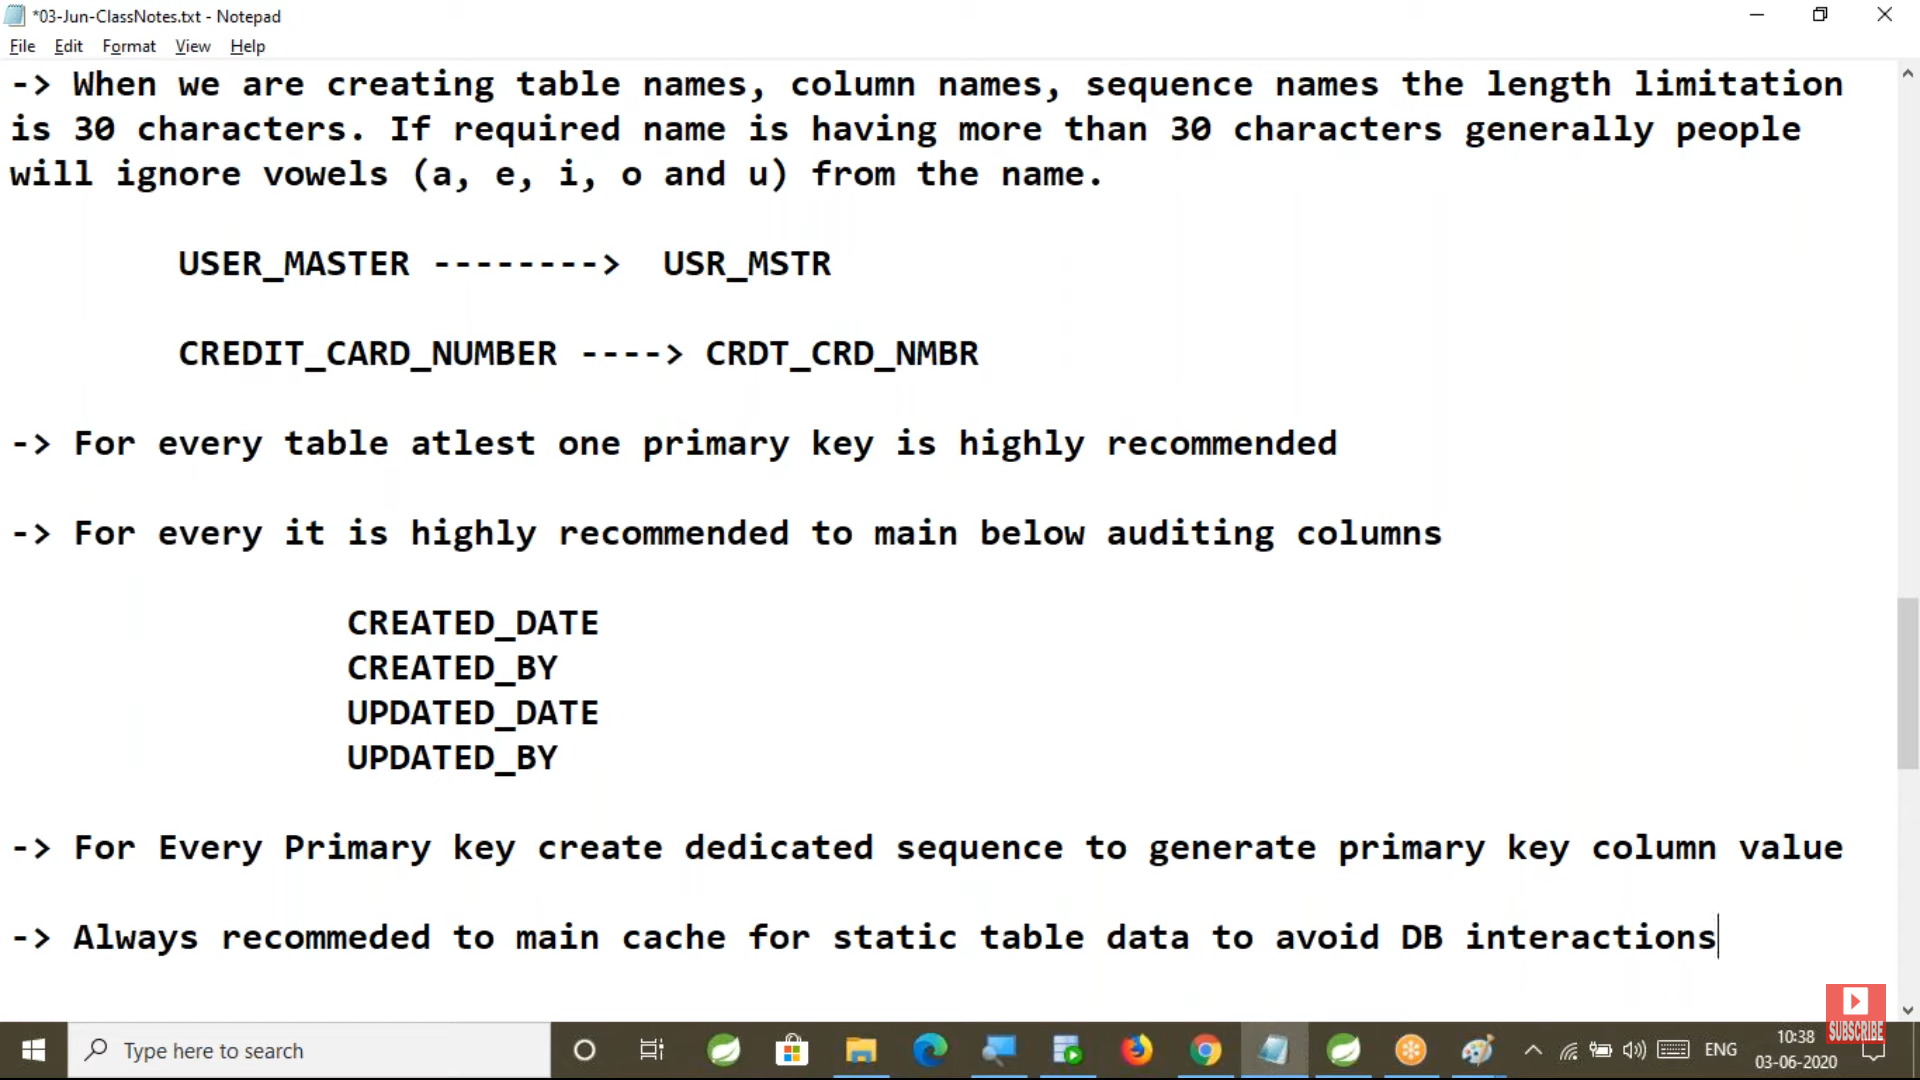 *03-Jun-ClassNotes.txt - Notepad
File Edit Format View Help
-> When we are creating table names, column names, sequence names the length limitation
is 30 characters. If required name is having more than 30 characters generally people
will ignore vowels (a, e, i, o and u) from the name.
USER_MASTER --------> USR_MSTR
CREDIT_CARD_NUMBER ----> CRDT_CRD_NMBR
-> For every table atlest one primary key is highly recommended
-> For every it is highly recommended to main below auditing columns
CREATED_DATE
CREATED_BY
UPDATED_DATE
UPDATED_BY
-> For Every Primary key create dedicated sequence to generate primary key column value
-> Always recommeded to main cache for static table data to avoid DB interactions
SUBSCRIBE
Type here to search
ENG
10:38
03-06-2020